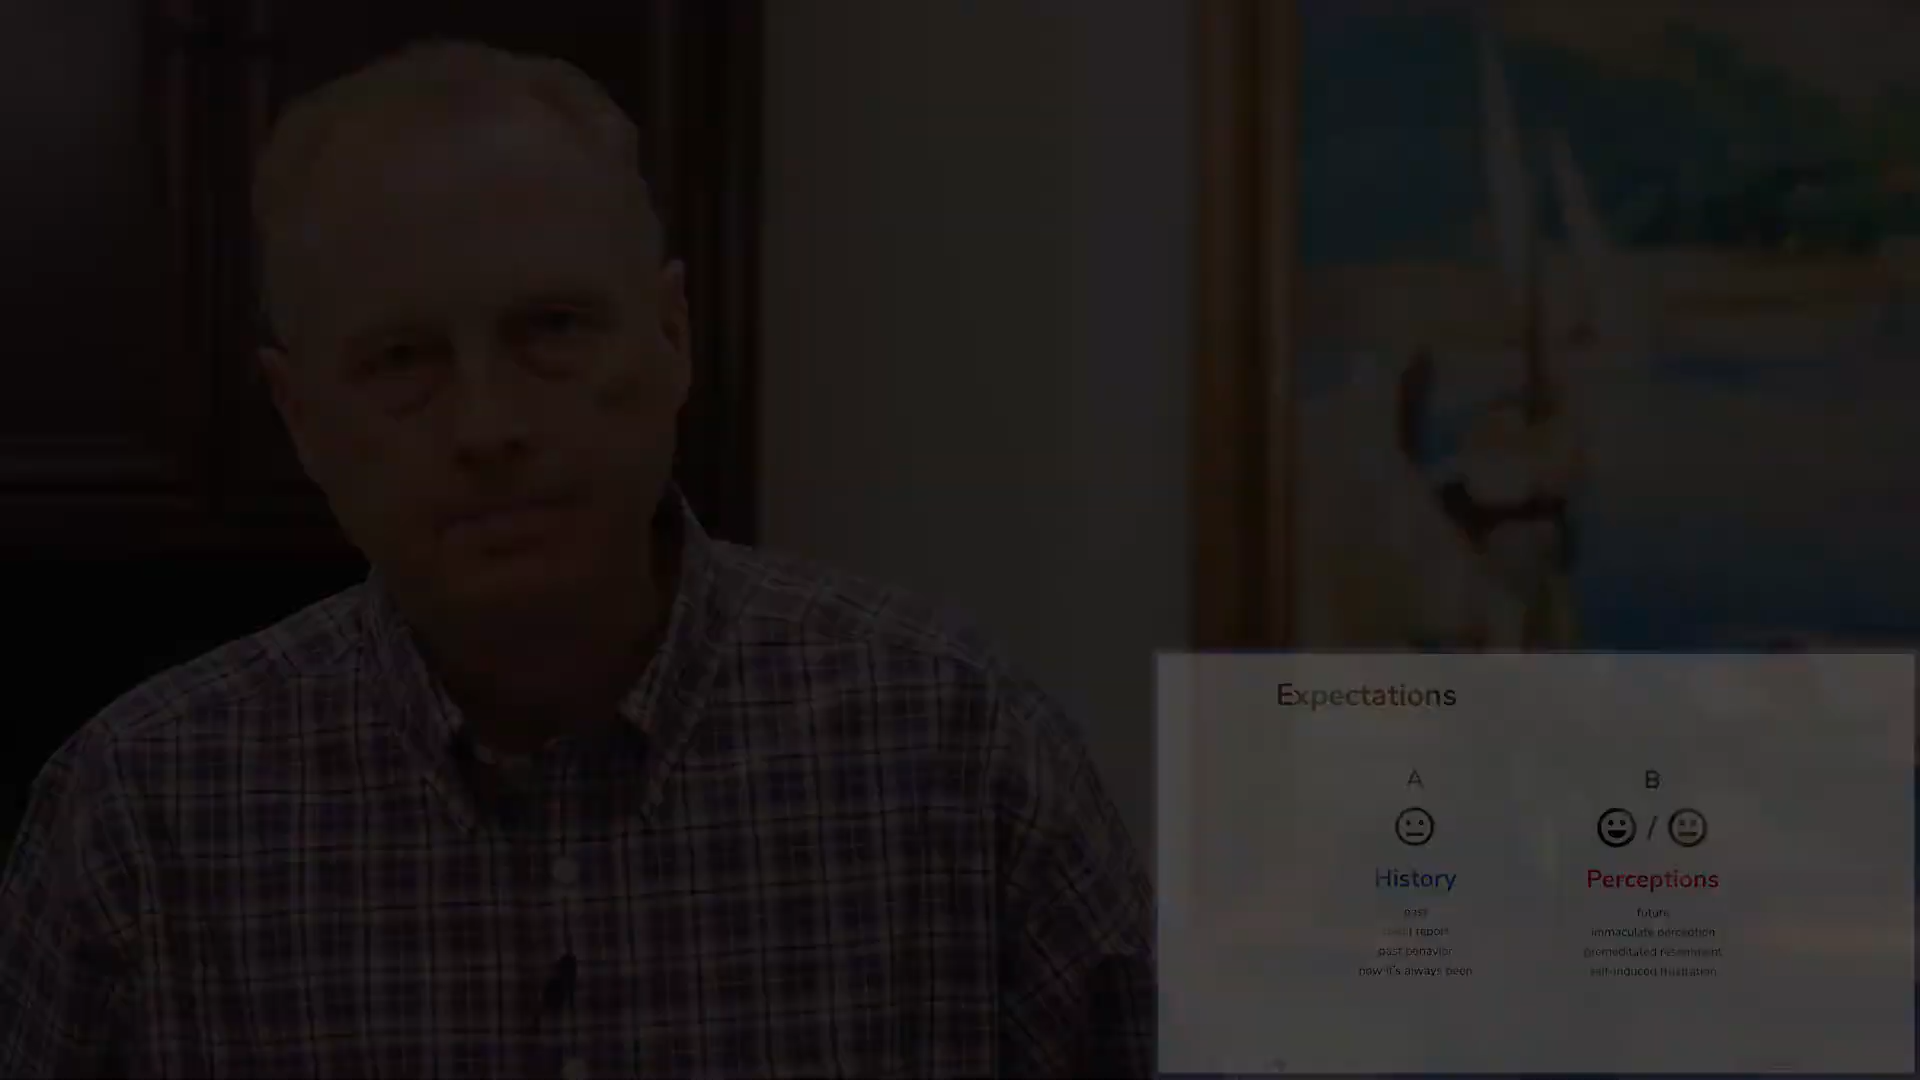 Expectations
A
B
/
History
Perceptions
past
report
past behavior
how it's always been
future
immaculate perception
premeditated resentment
self-induced frustration